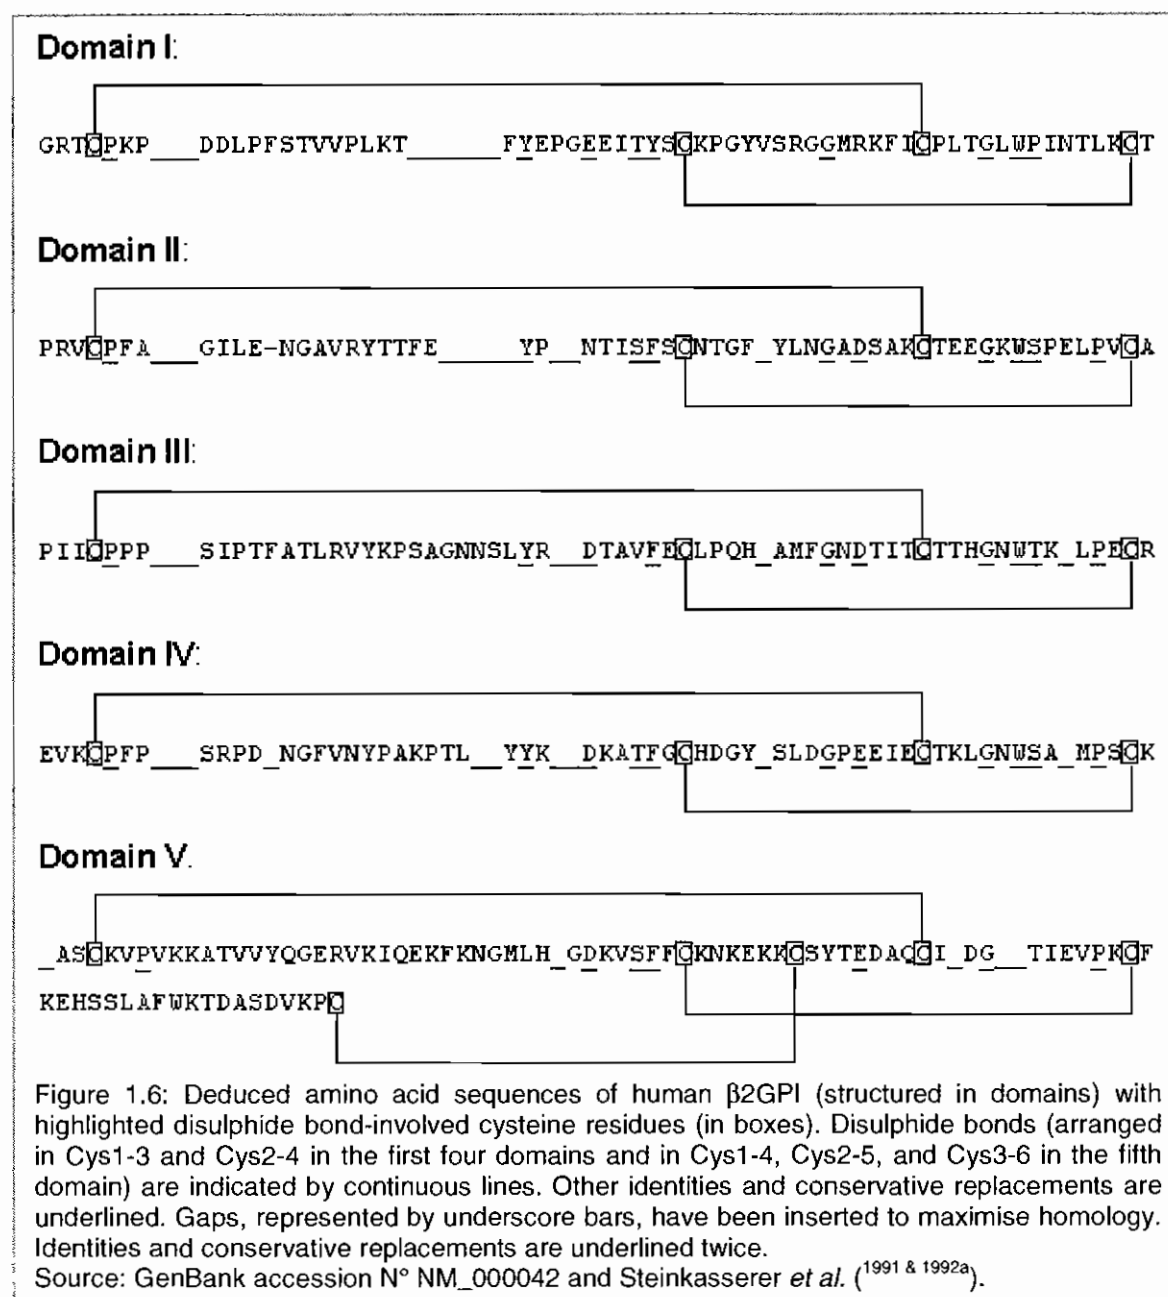 Domain I:
GRTCPKP___DDLPFSTVVPLKT______FYEPGEEITYSCKPGYVSRGGMRKFICPLTGLWPINTLKCT
Domain II:
PRVCPFA___GILE-NGAVRYTTFE______YP__NTISFSCNTGF_YLNGADSAKCTEEGKWSPELPVCA
Domain III:
PIICPPP___SIPTFATLRVYKPSAGNNSLYR__DTAVFECLPQH_AMFGNDTITCTTHGNWTK_LPECR
Domain IV:
EVKCPFP___SRPD_NGFVNYPAKPTL__YYK__DKATFGCHDGY_SLDGPEEIECTKLGNWSA_MPSCK
Domain V.
_ASCKVPVKKATVVYQGERVKIQEKFKNGMLH_GDKVSFFCKNKEKKCSYTEDAQCI_DG__TIEVPKCF
KEHSSLAFWKTDASDVKPC
Figure 1.6: Deduced amino acid sequences of human β2GPI (structured in domains) with
highlighted disulphide bond-involved cysteine residues (in boxes). Disulphide bonds (arranged
in Cys1-3 and Cys2-4 in the first four domains and in Cys1-4, Cys2-5, and Cys3-6 in the fifth
domain) are indicated by continuous lines. Other identities and conservative replacements are
underlined. Gaps, represented by underscore bars, have been inserted to maximise homology.
Identities and conservative replacements are underlined twice.
Source: GenBank accession N° NM_000042 and Steinkasserer et al. (1991 & 1992a).